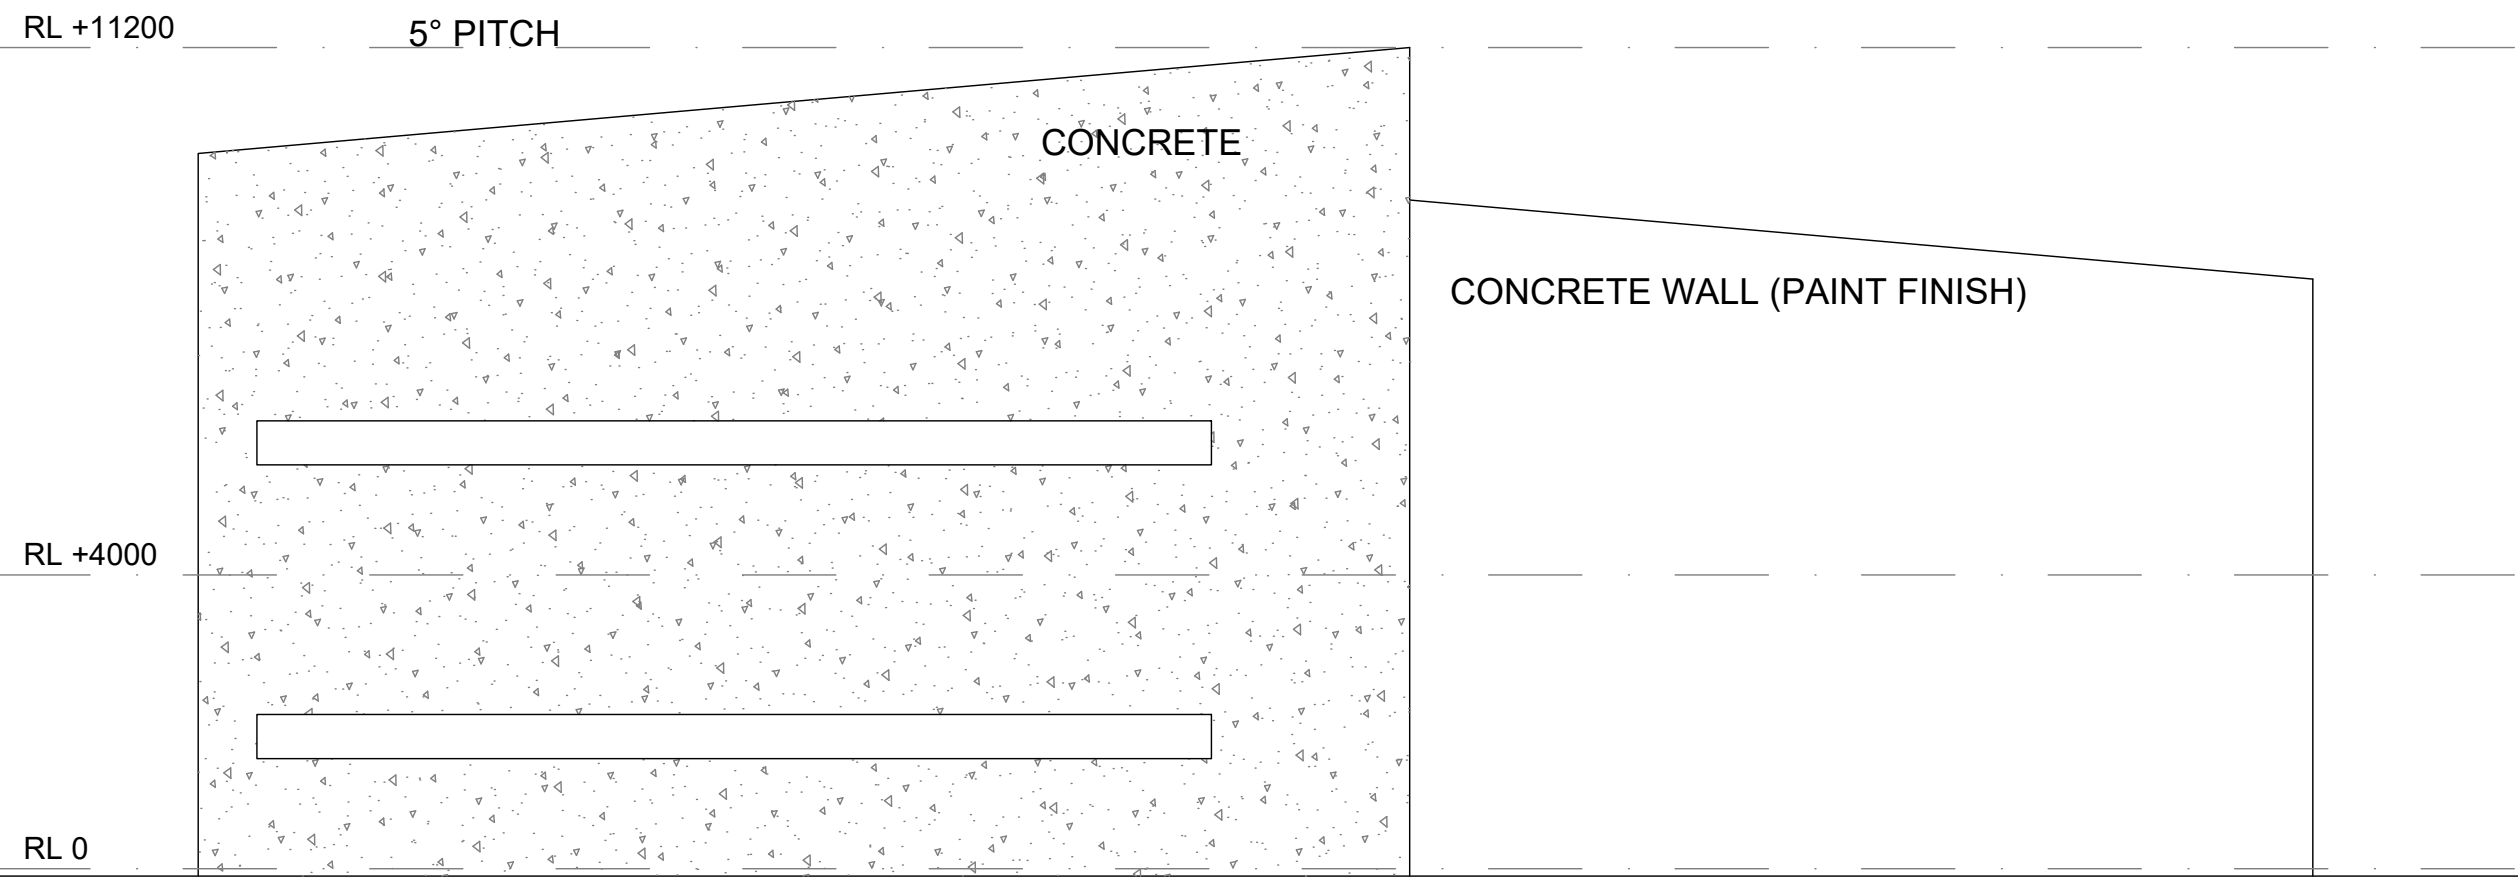 RL +11200
5° PITCH
CONCRETE
CONCRETE WALL (PAINT FINISH)
RL +4000
RL 0